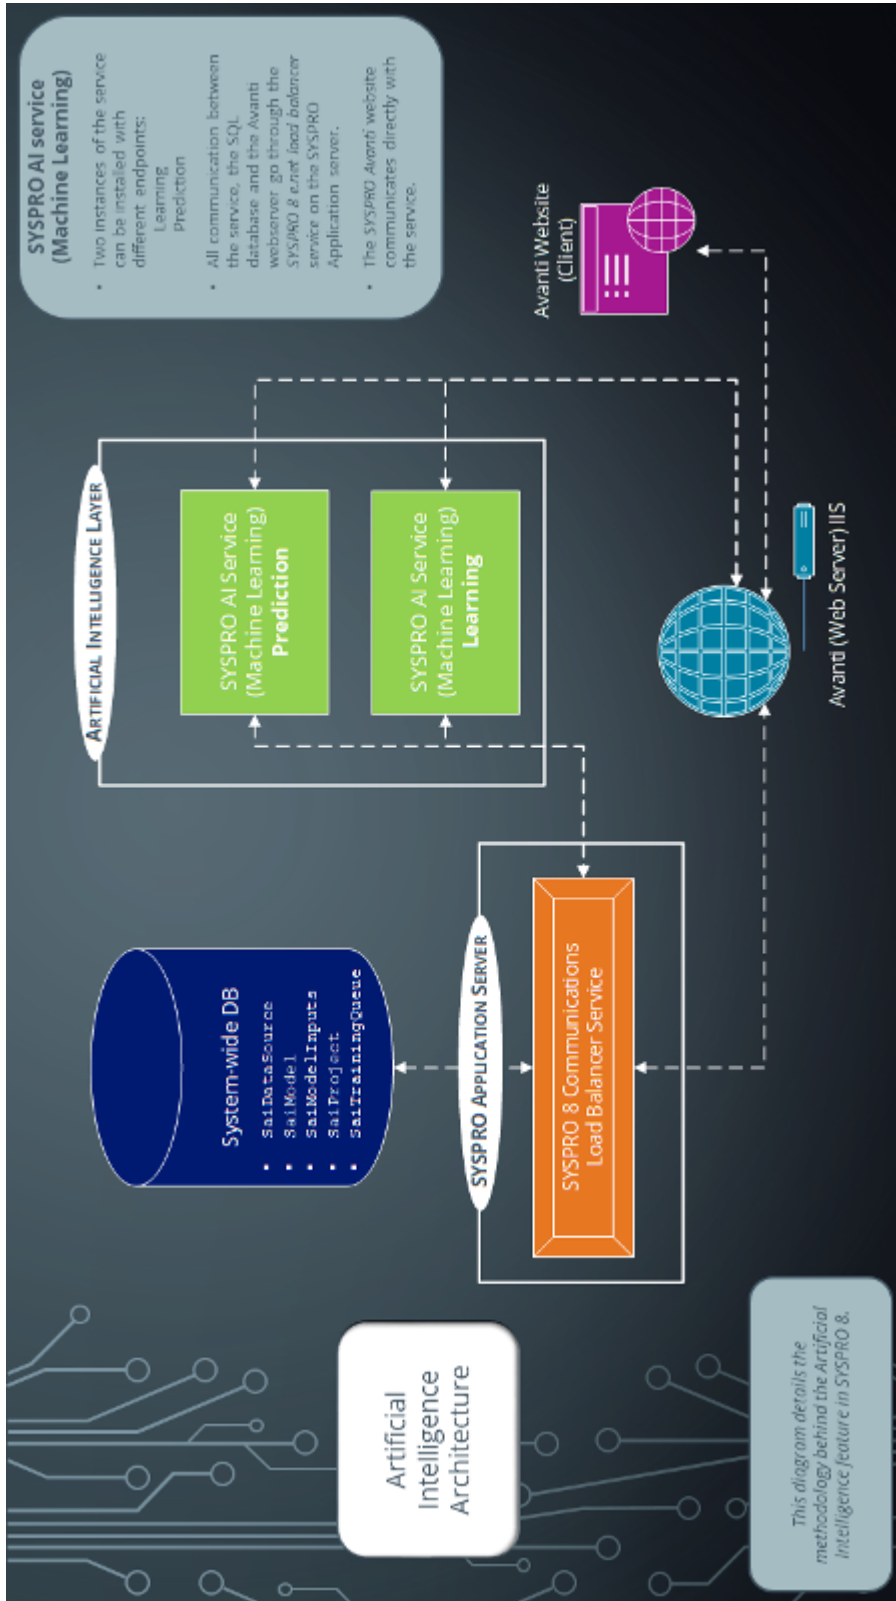 Artificial
Intelligence
Architecture
This diagram details the
methodology behind the Artificial
Intelligence feature in SYSPRO 8.
System-wide DB
• SaiDataSource
• SaiModel
• SaiModelInputs
• SaiProject
• SaiTrainingQueue
SYSPRO APPLICATION SERVER
SYSPRO 8 Communications
Load Balancer Service
ARTIFICIAL INTELLIGENCE LAYER
SYSPRO AI Service
(Machine Learning)
Prediction
SYSPRO AI Service
(Machine Learning)
Learning
Avanti (Web Server) IIS
Avanti Website
(Client)
SYSPRO AI service
(Machine Learning)
• Two instances of the service
can be installed with
different endpoints:
Learning
Prediction
• All communication between
the service, the SQL
database and the Avanti
webserver go through the
SYSPRO 8 e.net load balancer
service on the SYSPRO
Application server.
• The SYSPRO Avanti website
communicates directly with
the service.